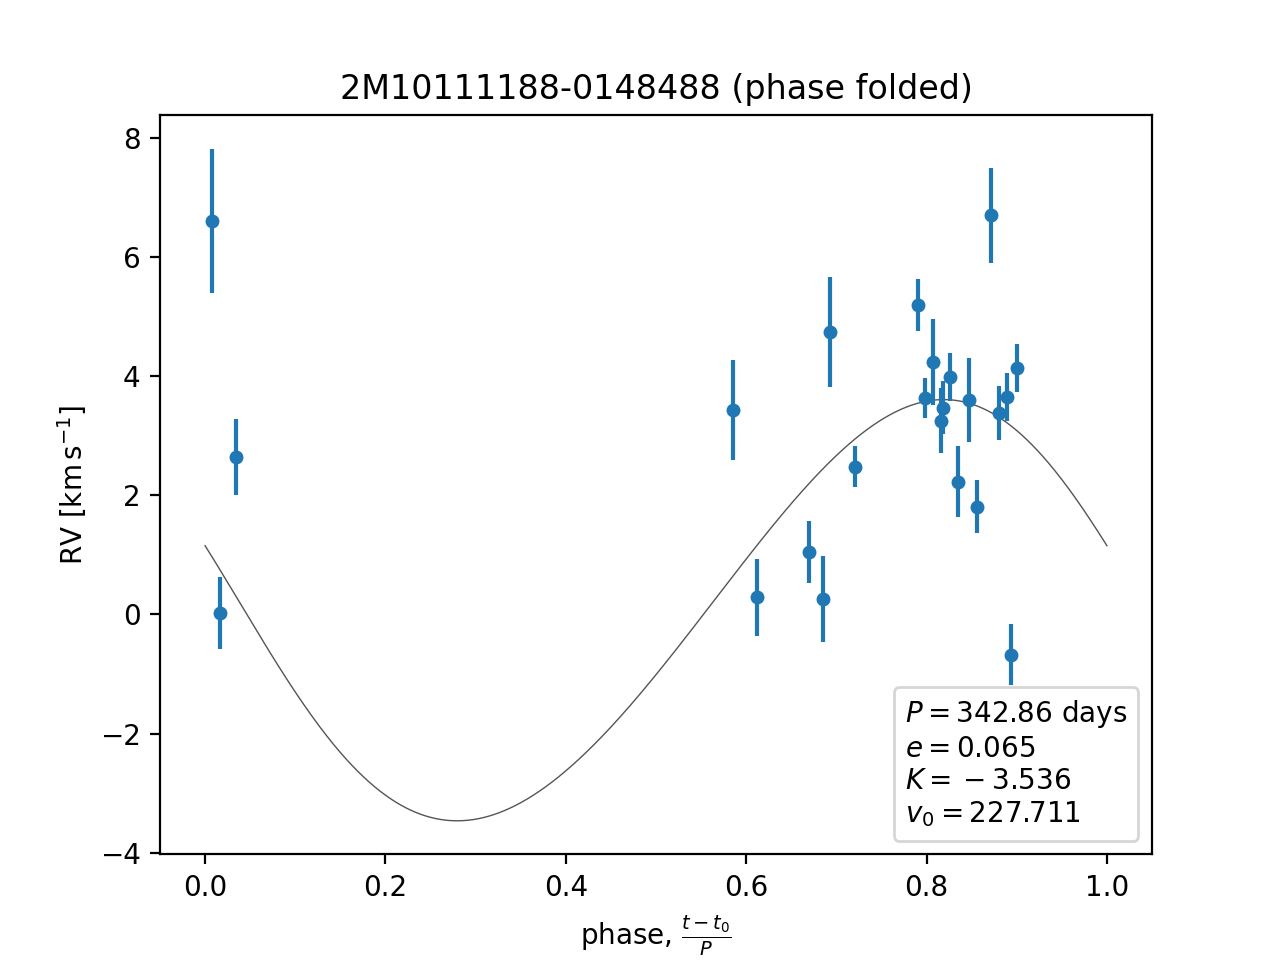 2M10111188-0148488 (phase folded)
8
6
4
2
0
−2
−4
RV [km s⁻¹]
P = 342.86 days
e = 0.065
K = −3.536
v₀ = 227.711
0.0 0.2 0.4 0.6 0.8 1.0
phase, (t − t₀)/P